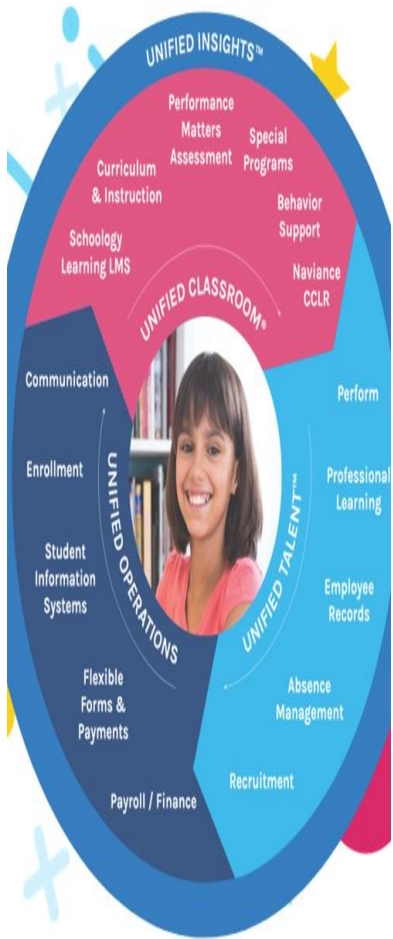 UNIFIED INSIGHTS™
Performance
Matters
Assessment
Special
Programs
Curriculum
& Instruction
Behavior
Support
Schoology
Learning LMS
Naviance
CCLR
UNIFIED CLASSROOM®
Communication
Enrollment
Student
Information
Systems
Flexible
Forms &
Payments
Payroll / Finance
UNIFIED OPERATIONS
Perform
Professional
Learning
Employee
Records
Absence
Management
Recruitment
UNIFIED TALENT™